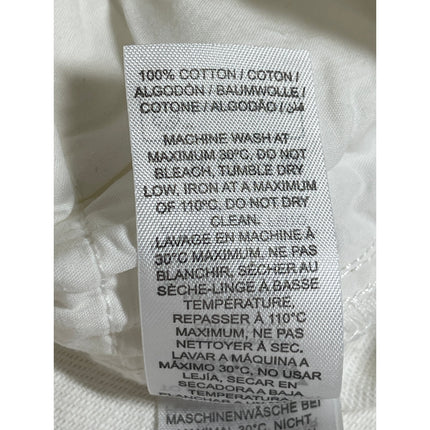 100% COTTON / COTON /
ALGODÓN / BAUMWOLLE /
COTONE / ALGODÃO / قطن
MACHINE WASH AT
MAXIMUM 30°C, DO NOT
BLEACH, TUMBLE DRY
LOW, IRON AT A MAXIMUM
OF 110°C, DO NOT DRY
CLEAN.
LAVAGE EN MACHINE À
30°C MAXIMUM, NE PAS
BLANCHIR, SÉCHER AU
SÈCHE-LINGE À BASSE
TEMPÉRATURE,
REPASSER À 110°C
MAXIMUM, NE PAS
NETTOYER À SEC.
LAVAR A MÁQUINA A
MÁXIMO 30°C, NO USAR
LEJÍA, SECAR EN
SECADORA A BAJA
MASCHINENWÄSCHE BEI
30°C, NICHT